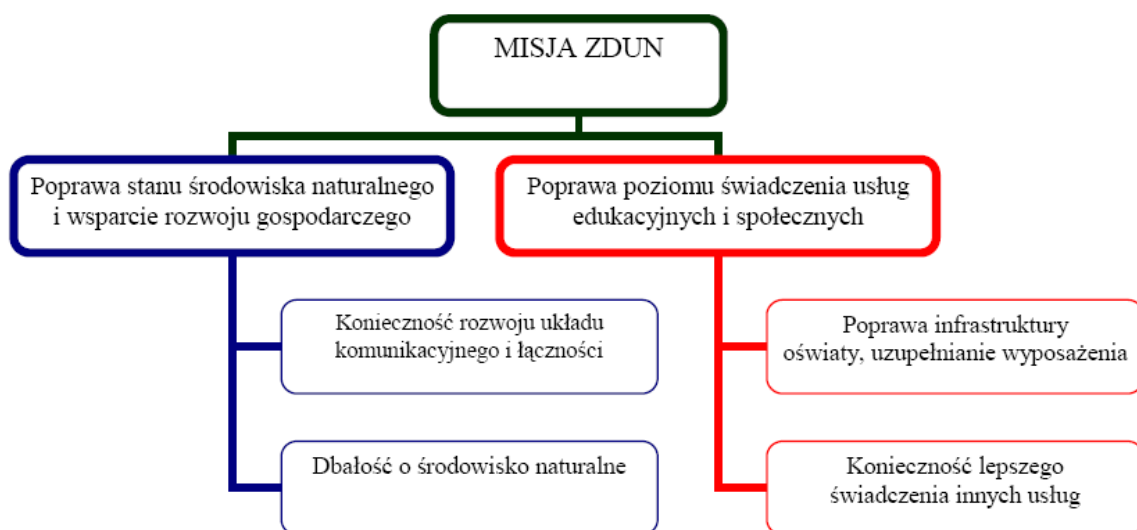 MISJA ZDUN
Poprawa stanu środowiska naturalnego
i wsparcie rozwoju gospodarczego
Poprawa poziomu świadczenia usług
edukacyjnych i społecznych
Konieczność rozwoju układu
komunikacyjnego i łączności
Poprawa infrastruktury
oświaty, uzupełnianie wyposażenia
Dbałość o środowisko naturalne
Konieczność lepszego
świadczenia innych usług